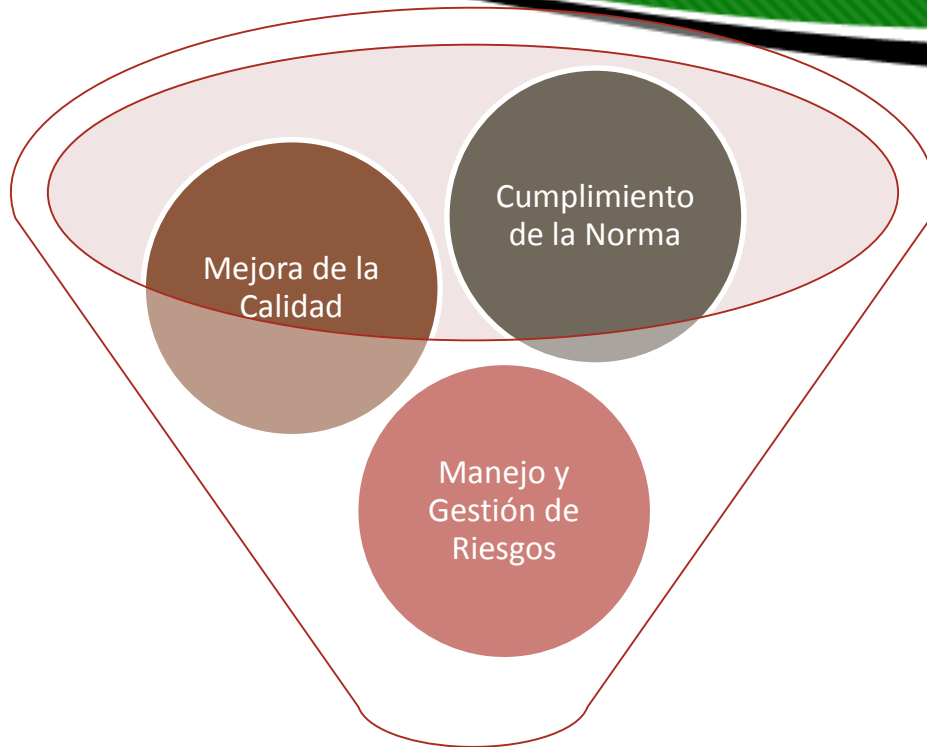 Mejora de la
Calidad
Cumplimiento
de la Norma
Manejo y
Gestión de
Riesgos